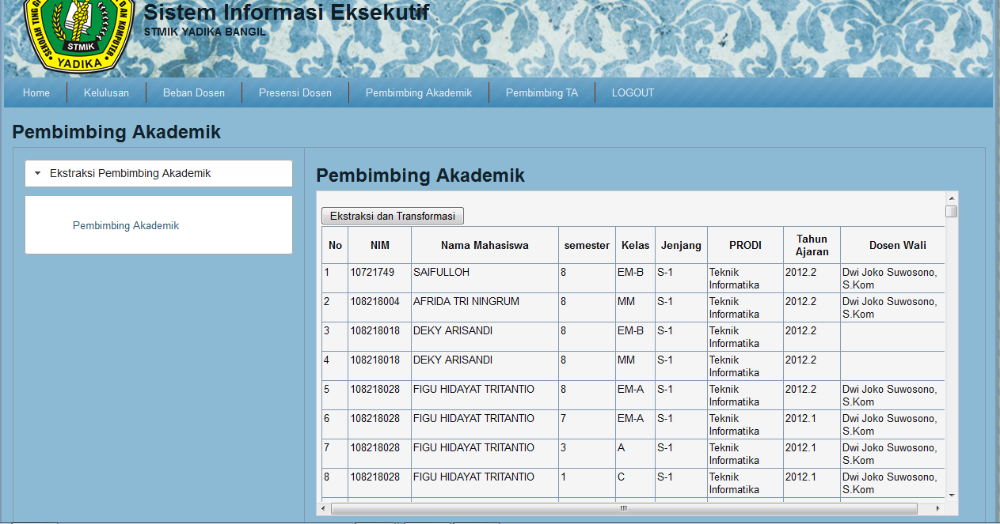 Sistem Informasi Eksekutif
STMIK YADIKA BANGIL
STMIK
YADIKA
Home Kelulusan Beban Dosen Presensi Dosen Pembimbing Akademik Pembimbing TA LOGOUT
Pembimbing Akademik
Ekstraksi Pembimbing Akademik
Pembimbing Akademik
Pembimbing Akademik
Ekstraksi dan Transformasi
No NIM Nama Mahasiswa semester Kelas Jenjang PRODI Tahun Ajaran Dosen Wali
1 10721749 SAIFULLOH 8 EM-B S-1 Teknik Informatika 2012.2 Dwi Joko Suwosono, S.Kom
2 108218004 AFRIDA TRI NINGRUM 8 MM S-1 Teknik Informatika 2012.2 Dwi Joko Suwosono, S.Kom
3 108218018 DEKY ARISANDI 8 EM-B S-1 Teknik Informatika 2012.2
4 108218018 DEKY ARISANDI 8 MM S-1 Teknik Informatika 2012.2
5 108218028 FIGU HIDAYAT TRITANTIO 8 EM-A S-1 Teknik Informatika 2012.2 Dwi Joko Suwosono, S.Kom
6 108218028 FIGU HIDAYAT TRITANTIO 7 EM-A S-1 Teknik Informatika 2012.1 Dwi Joko Suwosono, S.Kom
7 108218028 FIGU HIDAYAT TRITANTIO 3 A S-1 Teknik Informatika 2012.1 Dwi Joko Suwosono, S.Kom
8 108218028 FIGU HIDAYAT TRITANTIO 1 C S-1 Teknik Informatika 2012.1 Dwi Joko Suwosono, S.Kom